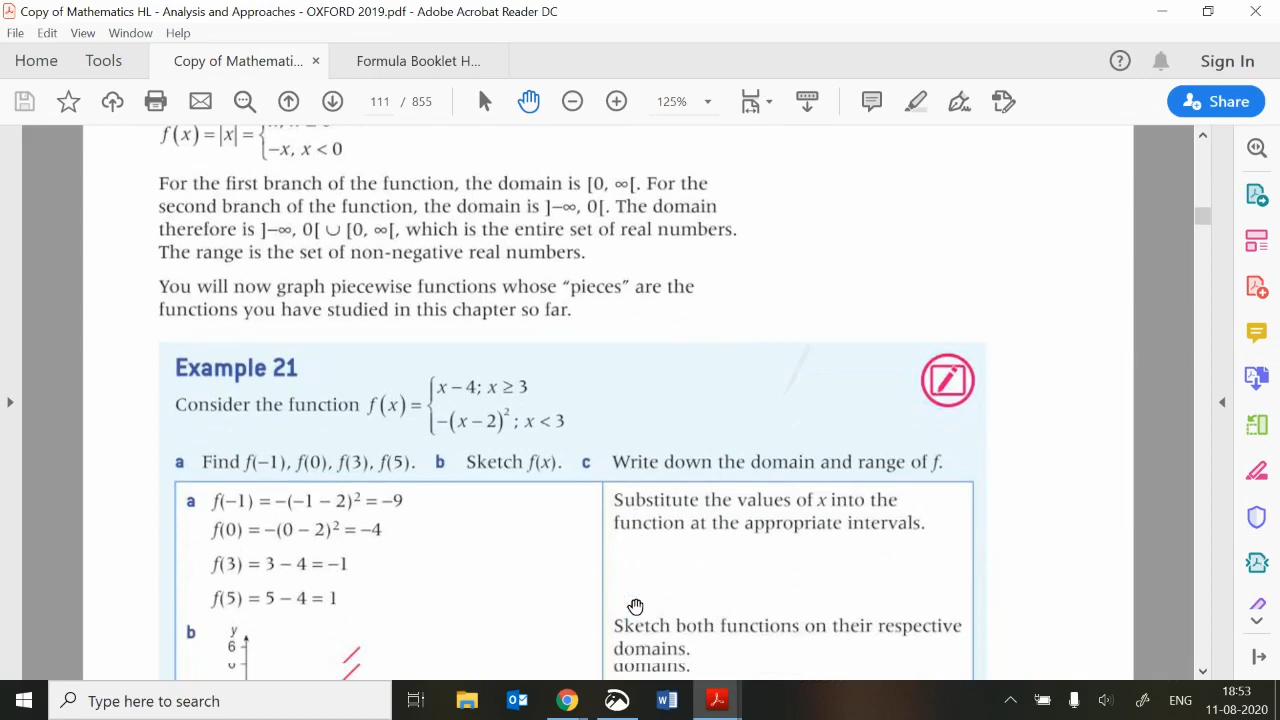 Copy of Mathematics HL - Analysis and Approaches - OXFORD 2019.pdf - Adobe Acrobat Reader DC
File Edit View Window Help
Home Tools Copy of Mathemati... × Formula Booklet H... Sign In
111 / 855 125% Share
f(x) = |x| = {
−x, x < 0
For the first branch of the function, the domain is [0, ∞[. For the
second branch of the function, the domain is ]−∞, 0[. The domain
therefore is ]−∞, 0[ ∪ [0, ∞[, which is the entire set of real numbers.
The range is the set of non-negative real numbers.
You will now graph piecewise functions whose “pieces” are the
functions you have studied in this chapter so far.
Example 21
x − 4; x ≥ 3
Consider the function f(x) = {
−(x − 2)²; x < 3
a Find f(−1), f(0), f(3), f(5). b Sketch f(x). c Write down the domain and range of f.
a f(−1) = −(−1 − 2)² = −9
f(0) = −(0 − 2)² = −4
f(3) = 3 − 4 = −1
f(5) = 5 − 4 = 1
Substitute the values of x into the
function at the appropriate intervals.
b y
6
Sketch both functions on their respective
domains.
domains.
Type here to search
ENG
18:53
11-08-2020